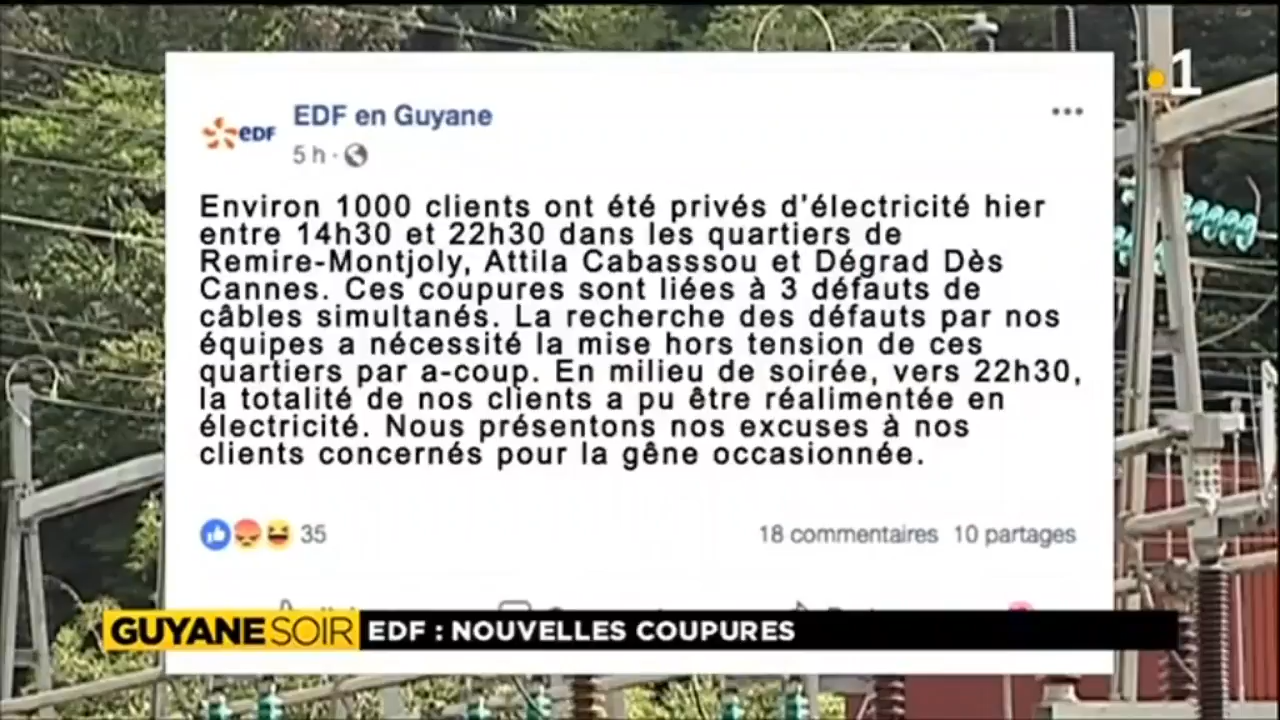 1
EDF en Guyane
eDF
5 h
Environ 1000 clients ont été privés d'électricité hier
entre 14h30 et 22h30 dans les quartiers de
Remire-Montjoly, Attila Cabasssou et Dégrad Dès
Cannes. Ces coupures sont liées à 3 défauts de
câbles simultanés. La recherche des défauts par nos
équipes a nécessité la mise hors tension de ces
quartiers par a-coup. En milieu de soirée, vers 22h30,
la totalité de nos clients a pu être réalimentée en
électricité. Nous présentons nos excuses à nos
clients concernés pour la gêne occasionnée.
35
18 commentaires 10 partages
GUYANE SOIR EDF : NOUVELLES COUPURES